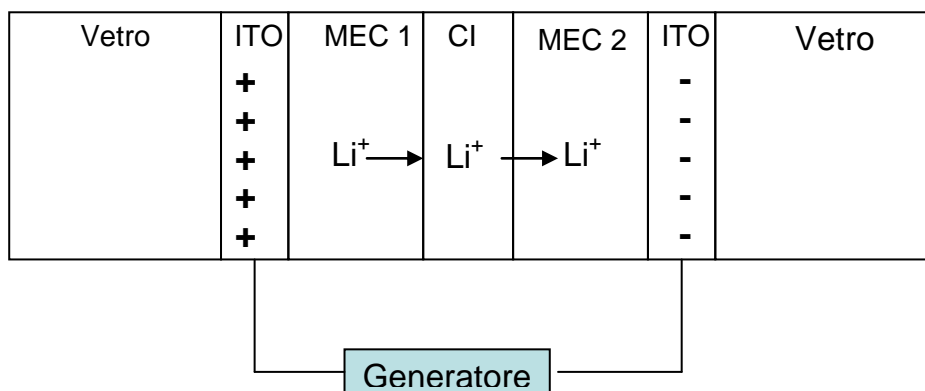 Vetro ITO MEC 1 CI MEC 2 ITO Vetro
+ -
+ -
+ Li⁺ Li⁺ Li⁺ -
+ -
+ -
Generatore